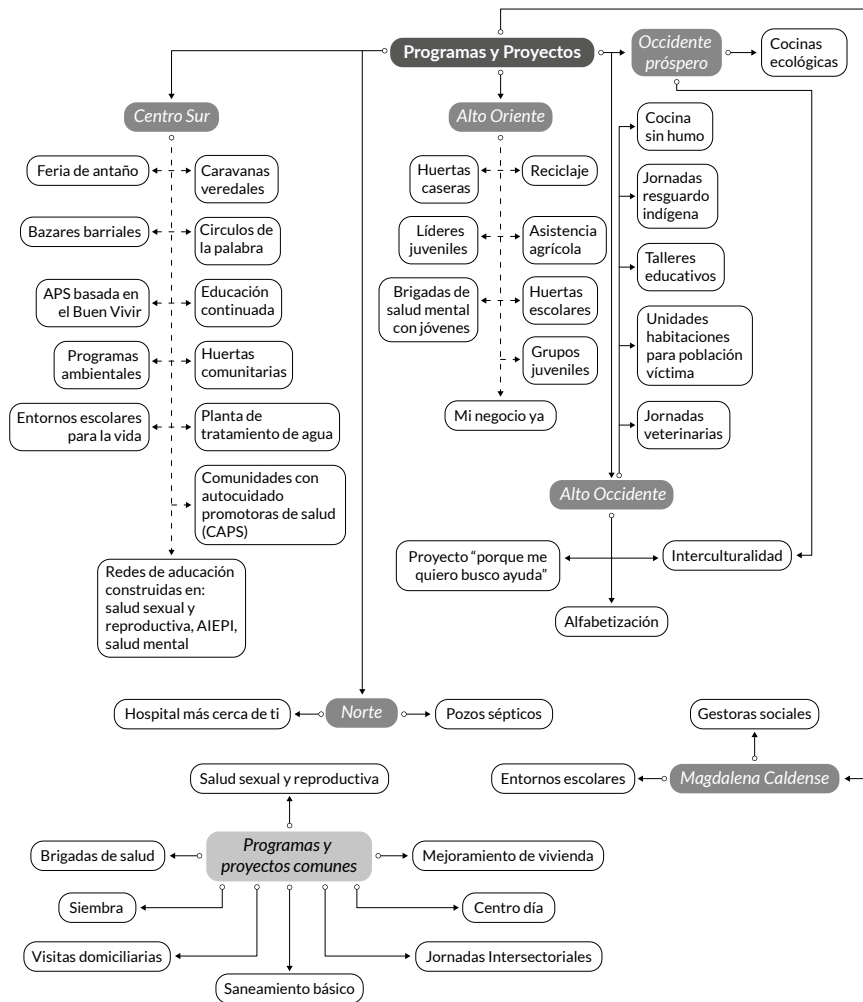 Programas y Proyectos
Occidente
próspero
Cocinas
ecológicas
Centro Sur
Feria de antaño
Caravanas
veredales
Bazares barriales
Circulos de
la palabra
APS basada en
el Buen Vivir
Educación
continuada
Programas
ambientales
Huertas
comunitarias
Entornos escolares
para la vida
Planta de
tratamiento de agua
Comunidades con
autocuidado
promotoras de salud
(CAPS)
Redes de aducación
construidas en:
salud sexual y
reproductiva, AIEPI,
salud mental
Alto Oriente
Huertas
caseras
Reciclaje
Líderes
juveniles
Asistencia
agrícola
Brigadas de
salud mental
con jóvenes
Huertas
escolares
Grupos
juveniles
Mi negocio ya
Cocina
sin humo
Jornadas
resguardo
indígena
Talleres
educativos
Unidades
habitaciones
para población
víctima
Jornadas
veterinarias
Alto Occidente
Proyecto “porque me
quiero busco ayuda”
Interculturalidad
Alfabetización
Hospital más cerca de ti
Norte
Pozos sépticos
Gestoras sociales
Entornos escolares
Magdalena Caldense
Salud sexual y reproductiva
Programas y
proyectos comunes
Brigadas de salud
Mejoramiento de vivienda
Siembra
Centro día
Visitas domiciliarias
Jornadas Intersectoriales
Saneamiento básico